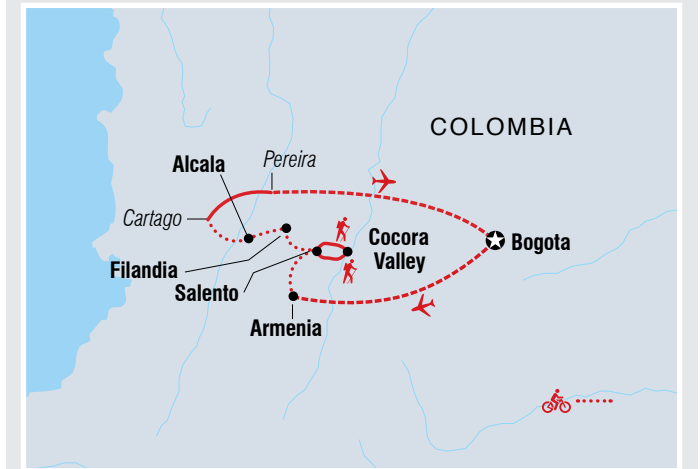 COLOMBIA
Pereira
Alcala
Cartago
Cocora
Valley
Bogota
Filandia
Salento
Armenia